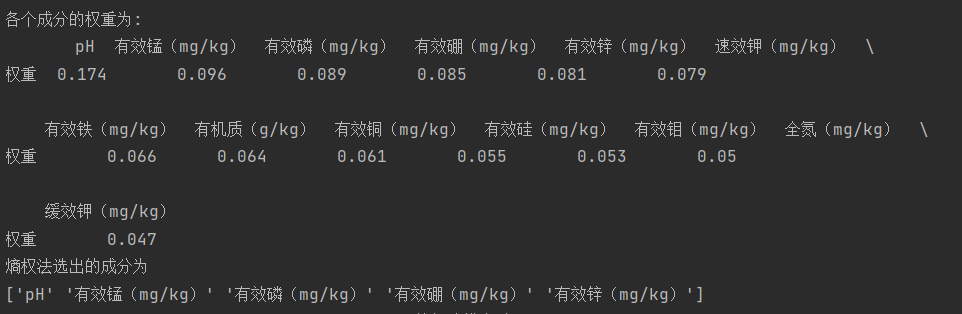 各个成分的权重为:
pH 有效锰（mg/kg） 有效磷（mg/kg） 有效硼（mg/kg） 有效锌（mg/kg） 速效钾（mg/kg） \
权重 0.174 0.096 0.089 0.085 0.081 0.079
有效铁（mg/kg） 有机质（g/kg） 有效铜（mg/kg） 有效硅（mg/kg） 有效钼（mg/kg） 全氮（mg/kg） \
权重 0.066 0.064 0.061 0.055 0.053 0.05
缓效钾（mg/kg）
权重 0.047
熵权法选出的成分为
['pH' '有效锰（mg/kg）' '有效磷（mg/kg）' '有效硼（mg/kg）' '有效锌（mg/kg）']